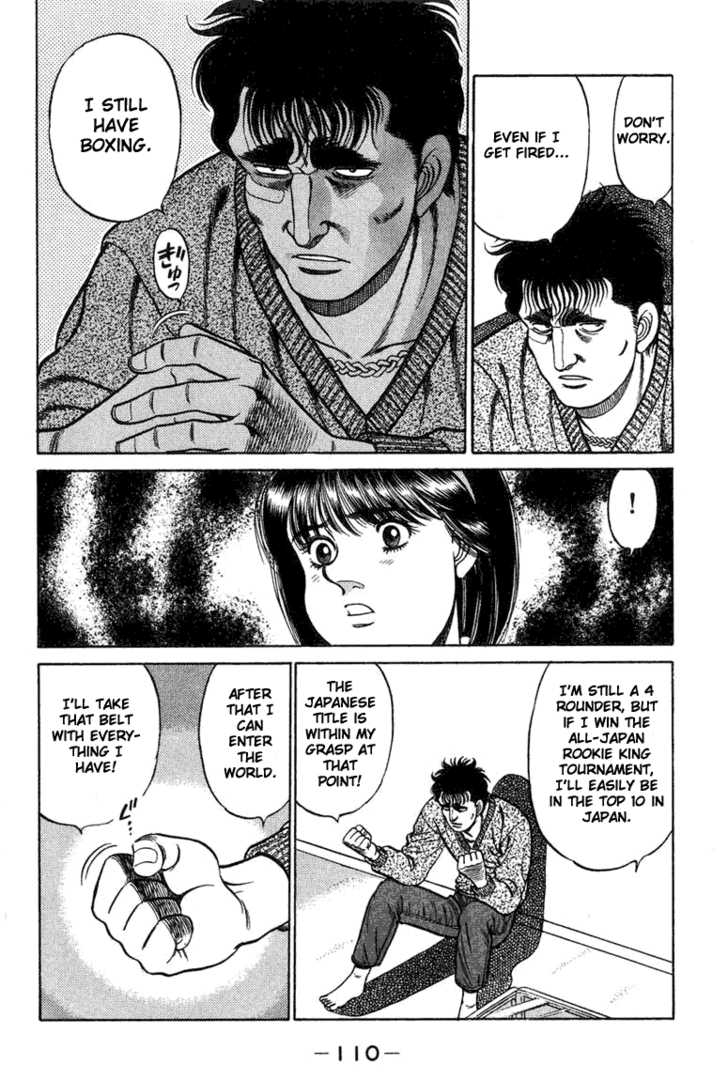 DON'T
WORRY.
EVEN IF I
GET FIRED...
I STILL
HAVE
BOXING.
ぎゅっ
!
I'M STILL A 4
ROUNDER, BUT
IF I WIN THE
ALL-JAPAN
ROOKIE KING
TOURNAMENT,
I'LL EASILY BE
IN THE TOP 10 IN
JAPAN.
THE
JAPANESE
TITLE IS
WITHIN MY
GRASP AT
THAT
POINT!
AFTER
THAT I
CAN
ENTER
THE
WORLD.
I'LL TAKE
THAT BELT
WITH EVERY-
THING I
HAVE!
グ
-110-